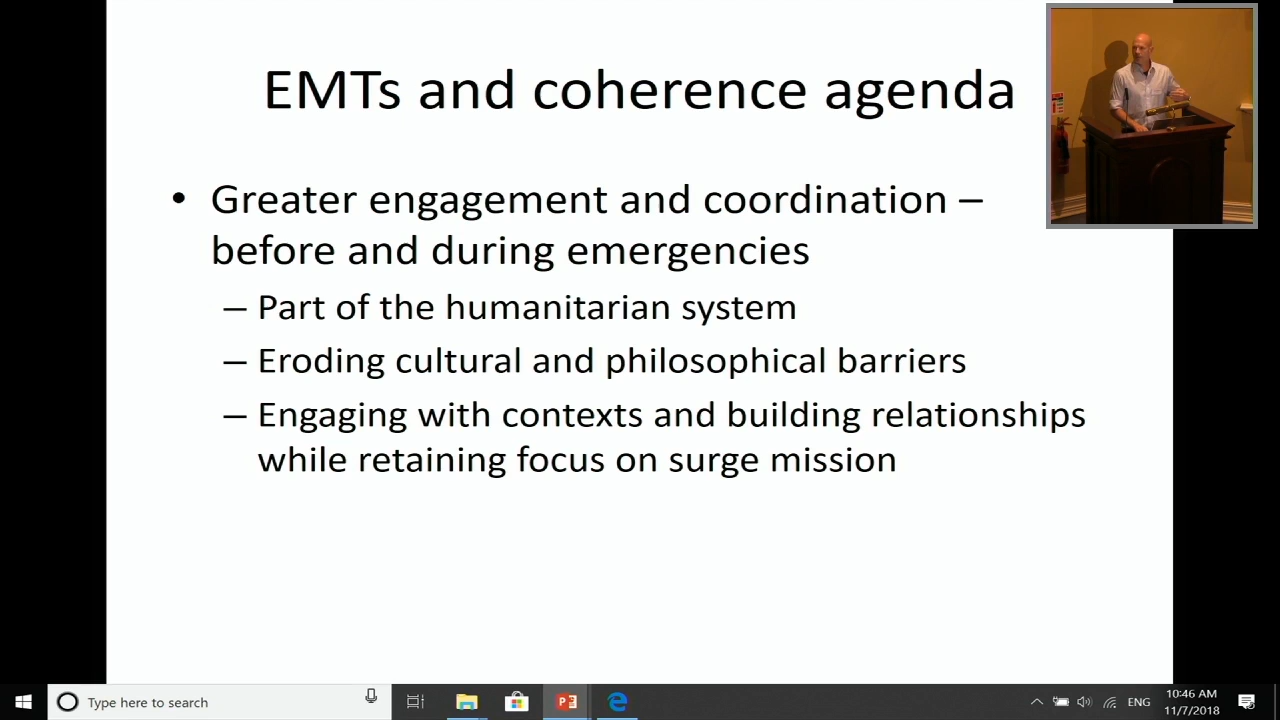 EMTs and coherence agenda
• Greater engagement and coordination –
before and during emergencies
– Part of the humanitarian system
– Eroding cultural and philosophical barriers
– Engaging with contexts and building relationships
while retaining focus on surge mission
Type here to search
ENG
10:46 AM
11/7/2018